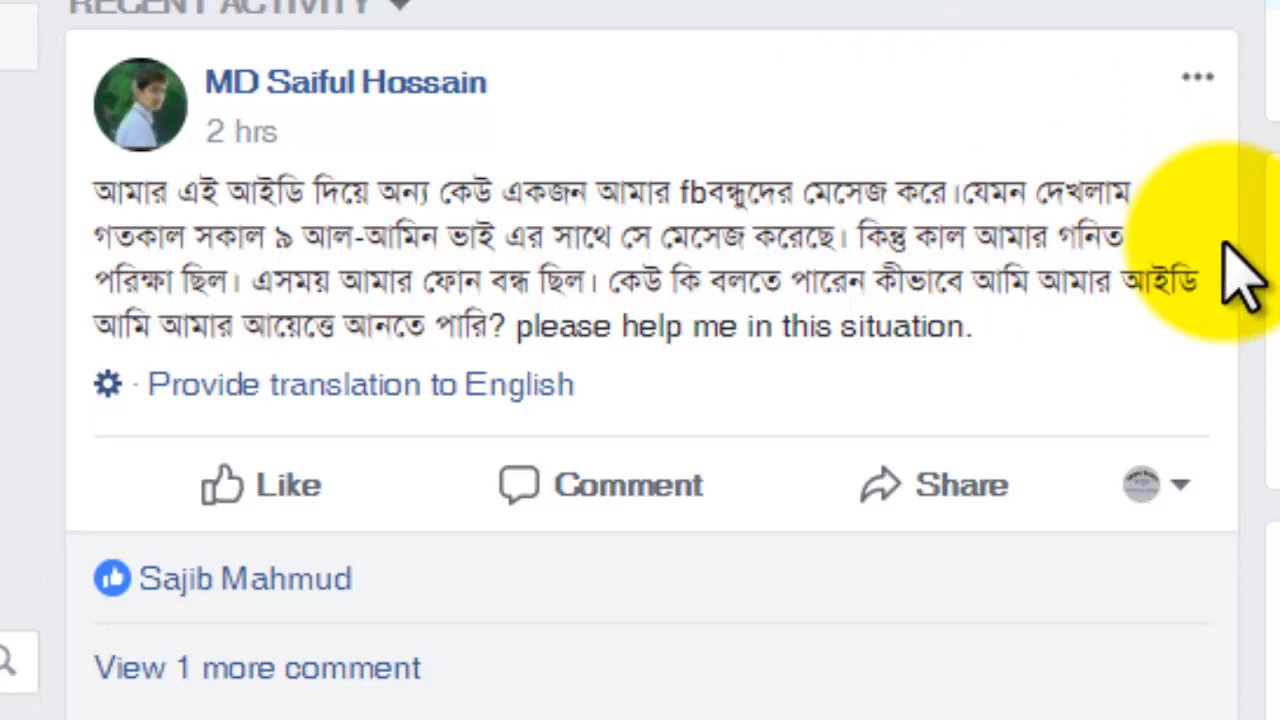 RECENT ACTIVITY
MD Saiful Hossain
2 hrs
আমার এই আইডি দিয়ে অন্য কেউ একজন আমার fbবন্ধুদের মেসেজ করে।যেমন দেখলাম
গতকাল সকাল ৯ আল-আমিন ভাই এর সাথে সে মেসেজ করেছে। কিন্তু কাল আমার গনিত
পরিক্ষা ছিল। এসময় আমার ফোন বন্ধ ছিল। কেউ কি বলতে পারেন কীভাবে আমি আমার আইডি
আমি আমার আয়েত্তে আনতে পারি? please help me in this situation.
· Provide translation to English
Like Comment Share
Sajib Mahmud
View 1 more comment